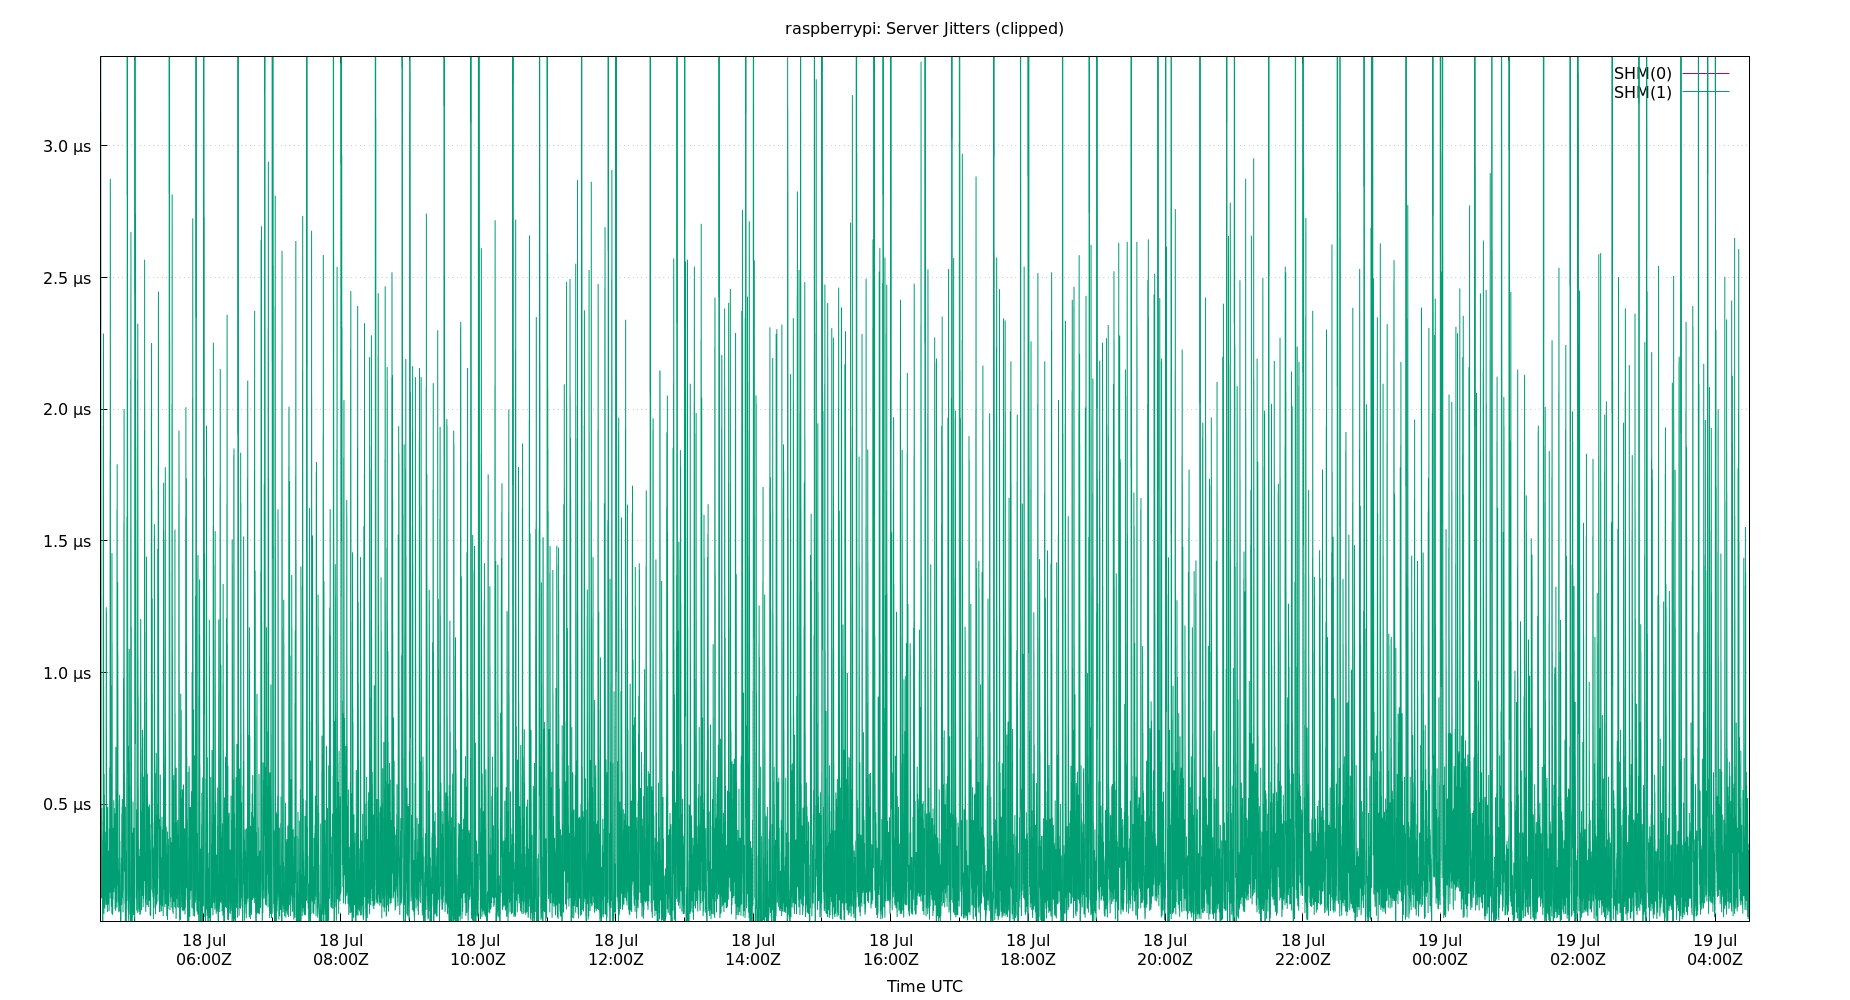 raspberrypi: Server Jitters (clipped)
SHM(0)
SHM(1)
3.0 µs
2.5 µs
2.0 µs
1.5 µs
1.0 µs
0.5 µs
18 Jul 18 Jul 18 Jul 18 Jul 18 Jul 18 Jul 18 Jul 18 Jul 18 Jul 19 Jul 19 Jul 19 Jul
06:00Z 08:00Z 10:00Z 12:00Z 14:00Z 16:00Z 18:00Z 20:00Z 22:00Z 00:00Z 02:00Z 04:00Z
Time UTC